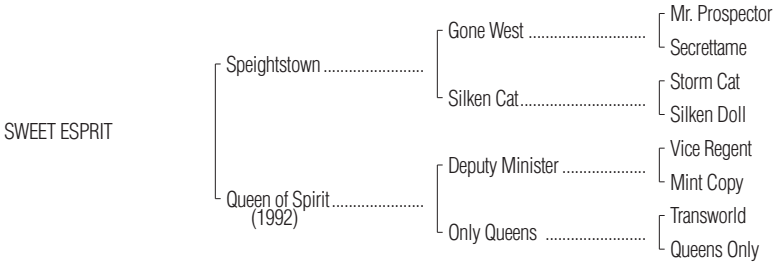 Mr. Prospector
Gone West ..............................
Secrettame
Speightstown .........................
Storm Cat
Silken Cat................................
Silken Doll
SWEET ESPRIT
Vice Regent
Deputy Minister .....................
Mint Copy
Queen of Spirit.......................
(1992)
Transworld
Only Queens .........................
Queens Only